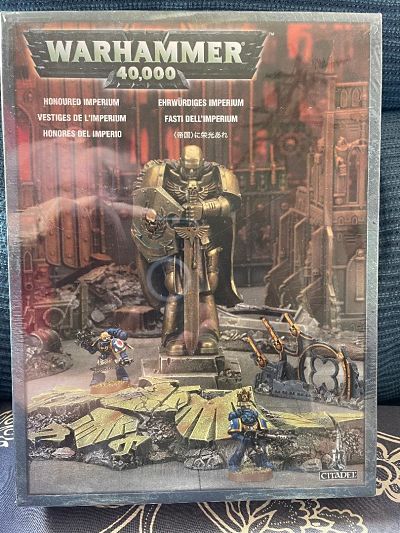 WARHAMMER
40,000
HONOURED IMPERIUM
VESTIGES DE L'IMPERIUM
HONORES DEL IMPERIO
EHRWÜRDIGES IMPERIUM
FASTI DELL'IMPERIUM
〈帝国〉に栄光あれ
CITADEL